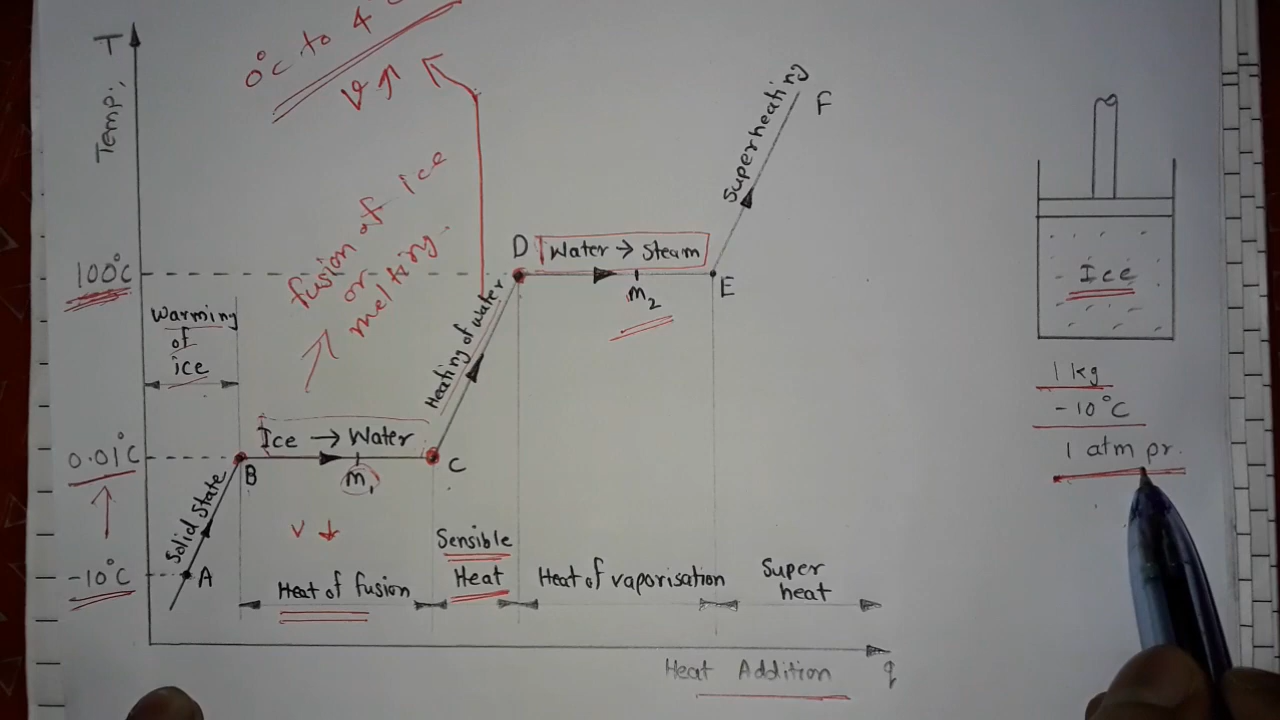 0°C to 4°
V ↑
Temp., T
fusion of ice
or
melting.
Superheating
F
D
Water → Steam
m₂
E
100°C
Warming
of
ice
Heating of water
Ice → Water
B
m₁
C
0.01°C
Solid State
A
-10°C
V ↓
Heat of fusion
Sensible
Heat
Heat of vaporisation
Super
heat
Heat Addition q
Ice
1 kg
-10°C
1 atm pr.